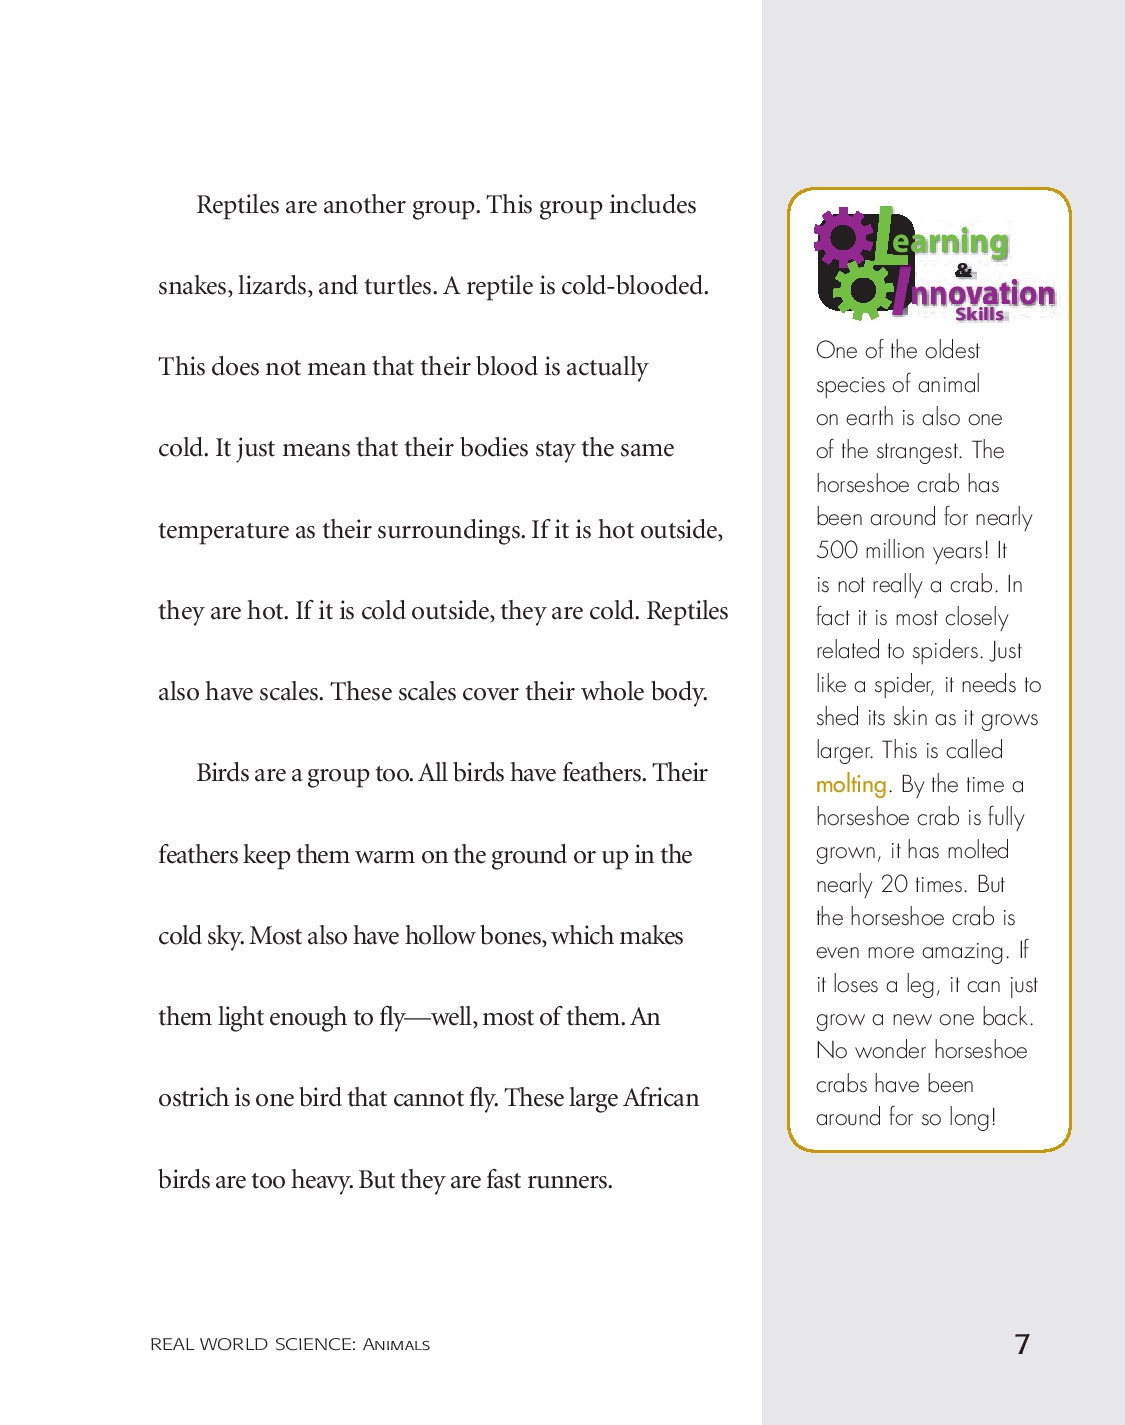 Reptiles are another group. This group includes
snakes, lizards, and turtles. A reptile is cold-blooded.
This does not mean that their blood is actually
cold. It just means that their bodies stay the same
temperature as their surroundings. If it is hot outside,
they are hot. If it is cold outside, they are cold. Reptiles
also have scales. These scales cover their whole body.
Birds are a group too. All birds have feathers. Their
feathers keep them warm on the ground or up in the
cold sky. Most also have hollow bones, which makes
them light enough to fly—well, most of them. An
ostrich is one bird that cannot fly. These large African
birds are too heavy. But they are fast runners.
Learning
&
Innovation
Skills
One of the oldest
species of animal
on earth is also one
of the strangest. The
horseshoe crab has
been around for nearly
500 million years! It
is not really a crab. In
fact it is most closely
related to spiders. Just
like a spider, it needs to
shed its skin as it grows
larger. This is called
molting. By the time a
horseshoe crab is fully
grown, it has molted
nearly 20 times. But
the horseshoe crab is
even more amazing. If
it loses a leg, it can just
grow a new one back.
No wonder horseshoe
crabs have been
around for so long!
REAL WORLD SCIENCE: ANIMALS
7